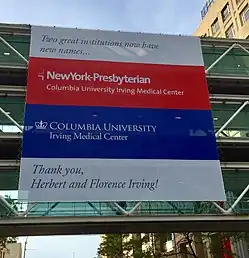 Two great institutions now have
new names...
NewYork-Presbyterian
Columbia University Irving Medical Center
COLUMBIA UNIVERSITY
Irving Medical Center
Thank you,
Herbert and Florence Irving!